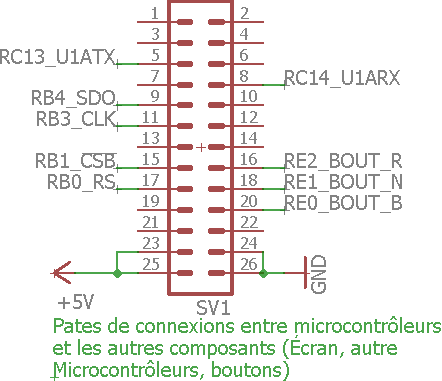 1 2
3 4
RC13_U1ATX 5 6
7 8 RC14_U1ARX
RB4_SDO 9 10
RB3_CLK 11 12
13 14
RB1_CSB 15 16 RE2_BOUT_R
RB0_RS 17 18 RE1_BOUT_N
19 20 RE0_BOUT_B
21 22
23 24
25 26
GND
+5V
SV1
Pates de connexions entre microcontrôleurs
et les autres composants (Écran, autre
Microcontrôleurs, boutons)